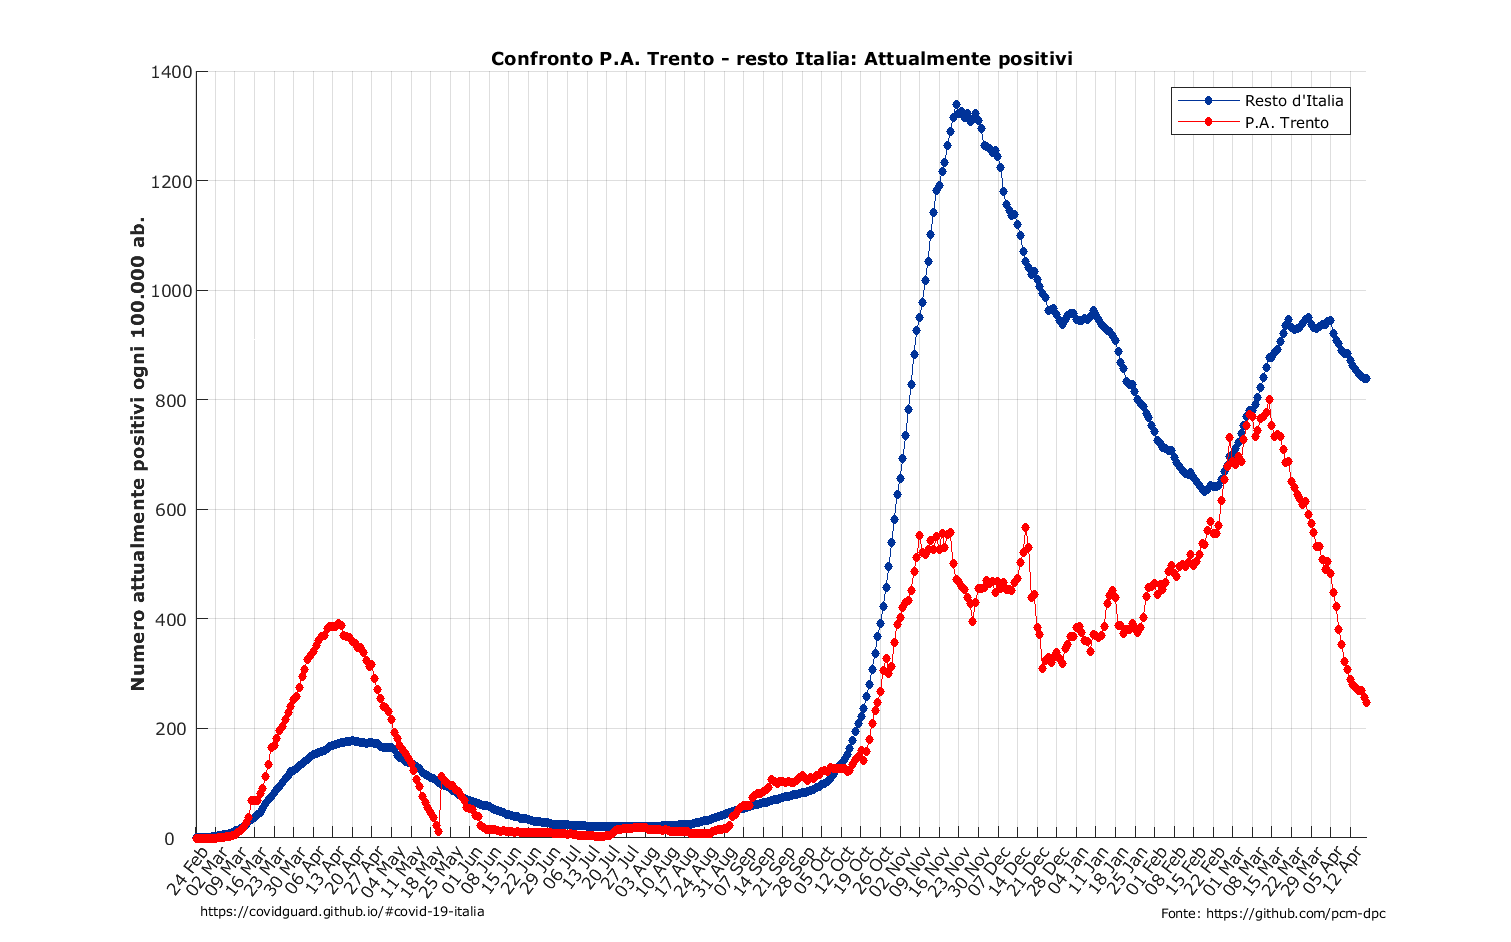 Confronto P.A. Trento - resto Italia: Attualmente positivi
Resto d'Italia
P.A. Trento
Numero attualmente positivi ogni 100.000 ab.
1400
1200
1000
800
600
400
200
0
24 Feb
02 Mar
09 Mar
16 Mar
23 Mar
30 Mar
06 Apr
13 Apr
20 Apr
27 Apr
04 May
11 May
18 May
25 May
01 Jun
08 Jun
15 Jun
22 Jun
29 Jun
06 Jul
13 Jul
20 Jul
27 Jul
03 Aug
10 Aug
17 Aug
24 Aug
31 Aug
07 Sep
14 Sep
21 Sep
28 Sep
05 Oct
12 Oct
19 Oct
26 Oct
02 Nov
09 Nov
16 Nov
23 Nov
30 Nov
07 Dec
14 Dec
21 Dec
28 Dec
04 Jan
11 Jan
18 Jan
25 Jan
01 Feb
08 Feb
15 Feb
22 Feb
01 Mar
08 Mar
15 Mar
22 Mar
29 Mar
05 Apr
12 Apr
https://covidguard.github.io/#covid-19-italia
Fonte: https://github.com/pcm-dpc